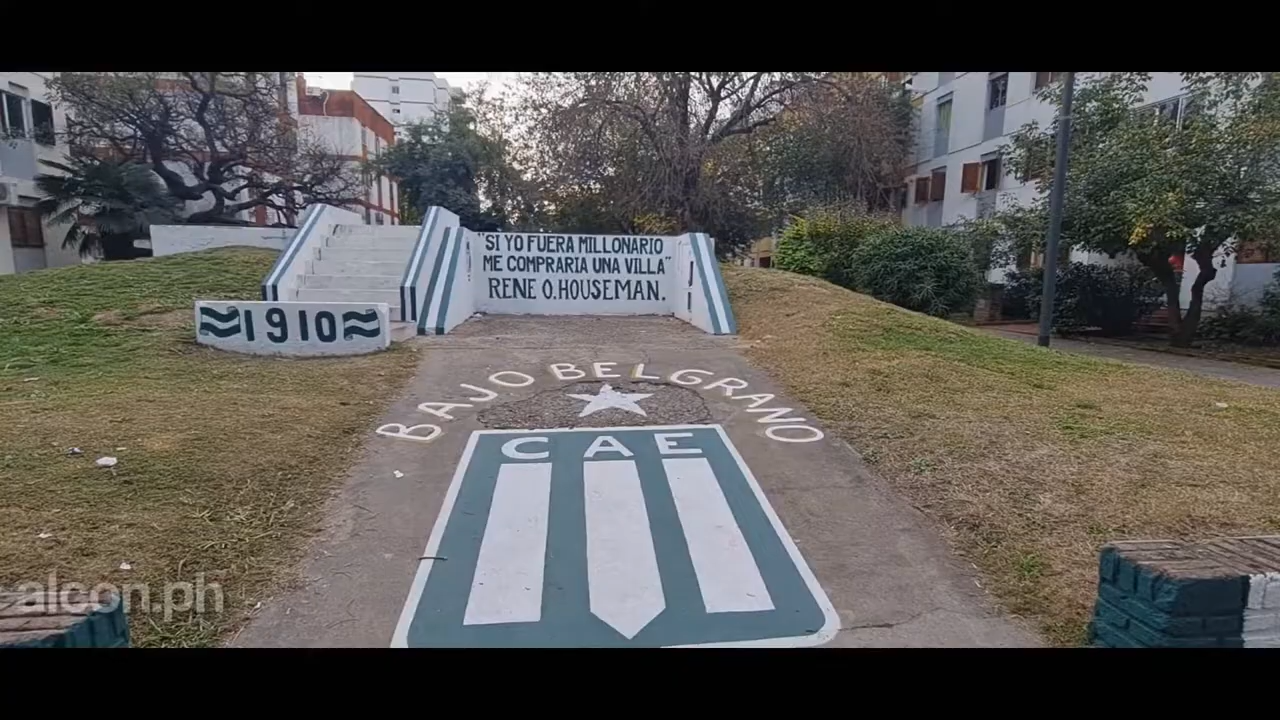 "SI YO FUERA MILLONARIO
ME COMPRARIA UNA VILLA"
RENE O.HOUSEMAN.
1910
BAJO BELGRANO
CAE
alcon.ph